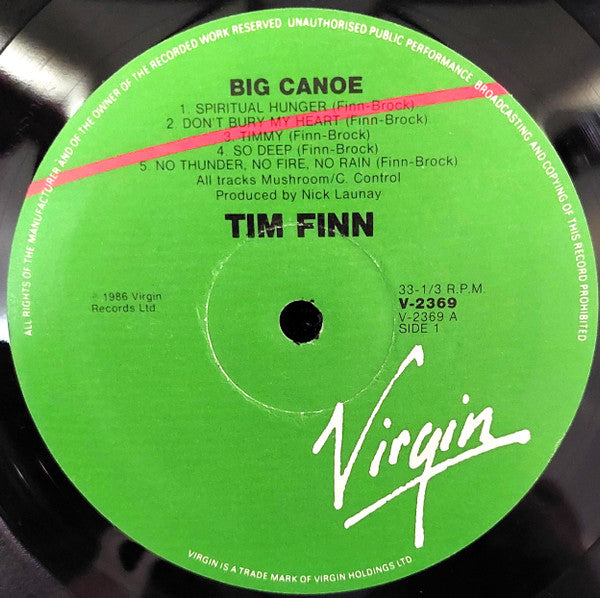 ALL RIGHTS OF THE MANUFACTURER AND OF THE OWNER OF THE RECORDED WORK RESERVED. UNAUTHORISED PUBLIC PERFORMANCE, BROADCASTING AND COPYING OF THIS RECORD PROHIBITED
BIG CANOE
1. SPIRITUAL HUNGER (Finn-Brock)
2. DON'T BURY MY HEART (Finn-Brock)
3. TIMMY (Finn-Brock)
4. SO DEEP (Finn-Brock)
5. NO THUNDER, NO FIRE, NO RAIN (Finn-Brock)
All tracks Mushroom/C. Control
Produced by Nick Launay
TIM FINN
℗ 1986 Virgin
Records Ltd
33-1/3 R.P.M.
V-2369
V-2369 A
SIDE 1
Virgin
VIRGIN IS A TRADE MARK OF VIRGIN HOLDINGS LTD